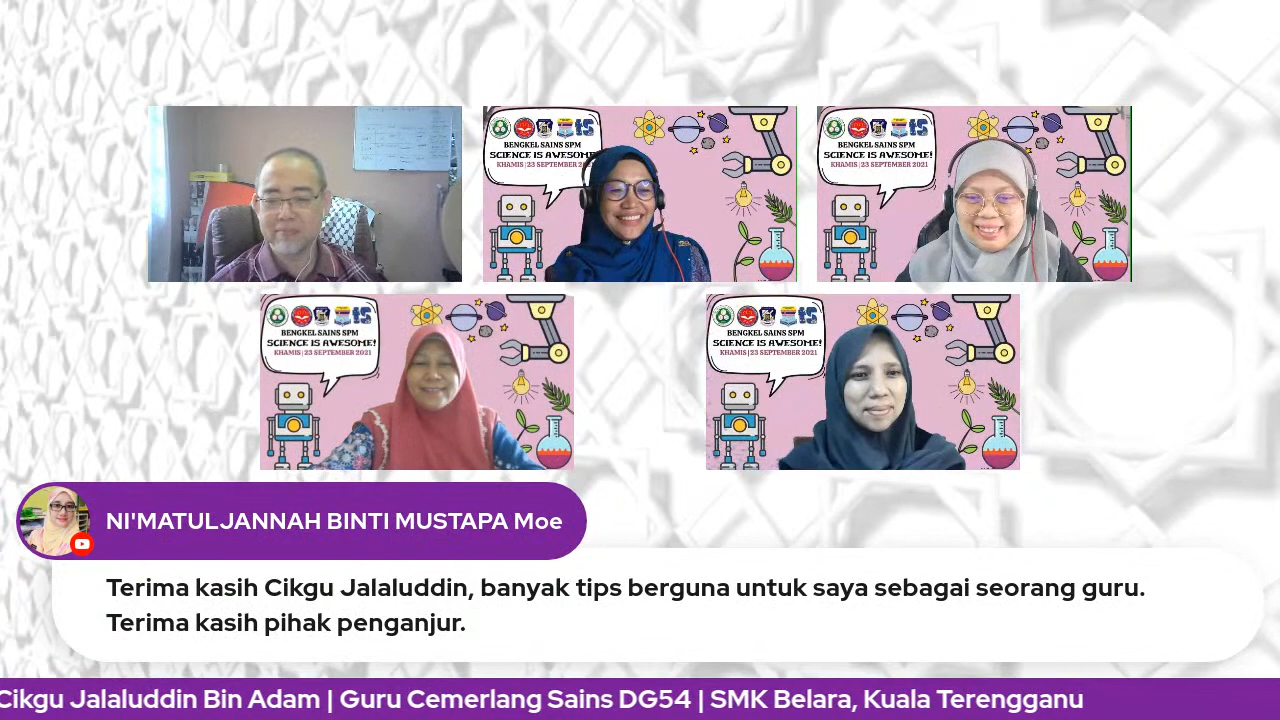 BENGKEL SAINS SPM
SCIENCE IS AWESOME!
KHAMIS | 23 SEPTEMBER 20
BENGKEL SAINS SPM
SCIENCE IS AWESOME!
KHAMIS | 23 SEPTEMBER 2021
BENGKEL SAINS SPM
SCIENCE IS AWESOME!
KHAMIS | 23 SEPTEMBER 2021
BENGKEL SAINS SPM
SCIENCE IS AWESOME!
KHAMIS | 23 SEPTEMBER 2021
NI'MATULJANNAH BINTI MUSTAPA Moe
Terima kasih Cikgu Jalaluddin, banyak tips berguna untuk saya sebagai seorang guru.
Terima kasih pihak penganjur.
Cikgu Jalaluddin Bin Adam | Guru Cemerlang Sains DG54 | SMK Belara, Kuala Terengganu